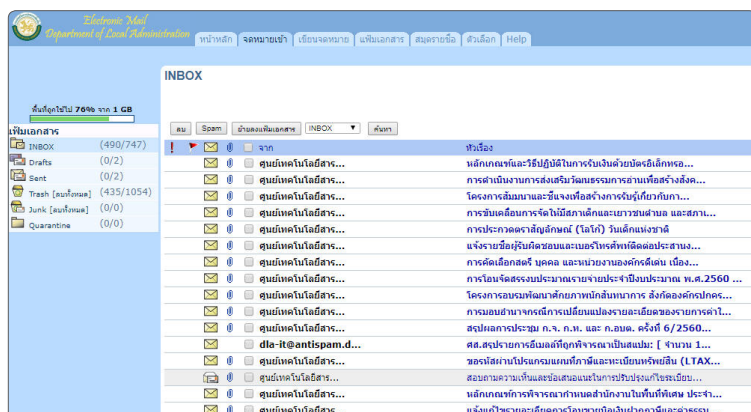 Electronic Mail
Department of Local Administration
หน้าหลัก จดหมายเข้า เขียนจดหมาย แฟ้มเอกสาร สมุดรายชื่อ ตัวเลือก Help
INBOX
พื้นที่ถูกใช้ไป 76% จาก 1 GB
แฟ้มเอกสาร
INBOX (490/747)
Drafts (0/2)
Sent (0/2)
Trash [ลบทั้งหมด] (435/1054)
Junk [ลบทั้งหมด] (0/0)
Quarantine (0/0)
ลบ Spam ย้ายลงแฟ้มเอกสาร INBOX ค้นหา
จาก หัวเรื่อง
ศูนย์เทคโนโลยีสาร... หลักเกณฑ์และวิธีปฏิบัติในการรับเงินด้วยบัตรอิเล็กทรอ...
ศูนย์เทคโนโลยีสาร... การดำเนินงานการส่งเสริมวัฒนธรรมการอ่านเพื่อสร้างสังค...
ศูนย์เทคโนโลยีสาร... โครงการสัมมนาและชี้แจงเพื่อสร้างการรับรู้เกี่ยวกับกา...
ศูนย์เทคโนโลยีสาร... การขับเคลื่อนการจัดให้มีสภาเด็กและเยาวชนตำบล และสภาเ...
ศูนย์เทคโนโลยีสาร... การประกวดตราสัญลักษณ์ (โลโก้) วันเด็กแห่งชาติ
ศูนย์เทคโนโลยีสาร... แจ้งรายชื่อผู้รับผิดชอบและเบอร์โทรศัพท์ติดต่อประสานง...
ศูนย์เทคโนโลยีสาร... การคัดเลือกสตรี บุคคล และหน่วยงานองค์กรดีเด่น เนื่อง...
ศูนย์เทคโนโลยีสาร... การโอนจัดสรรงบประมาณรายจ่ายประจำปีงบประมาณ พ.ศ.2560 ...
ศูนย์เทคโนโลยีสาร... โครงการอบรมพัฒนาศักยภาพนักสันทนาการ สังกัดองค์กรปกคร...
ศูนย์เทคโนโลยีสาร... การมอบอำนาจกรณีการเปลี่ยนแปลงรายละเอียดของรายการค่าใ...
ศูนย์เทคโนโลยีสาร... สรุปผลการประชุม ก.จ. ก.ท. และ ก.อบต. ครั้งที่ 6/2560...
dla-it@antispam.d... ศส.สรุปรายการอีเมลล์ที่ถูกพิจารณาเป็นสแปม: [ จำนวน 1...
ศูนย์เทคโนโลยีสาร... ขอรหัสผ่านโปรแกรมแผนที่ภาษีและทะเบียนทรัพย์สิน (LTAX...
ศูนย์เทคโนโลยีสาร... สอบถามความเห็นและข้อเสนอแนะในการปรับปรุงแก้ไขระเบียบ...
ศูนย์เทคโนโลยีสาร... หลักเกณฑ์การพิจารณากำหนดสำนักงานในพื้นที่พิเศษ ประจำ...
ศูนย์เทคโนโลยีสาร...